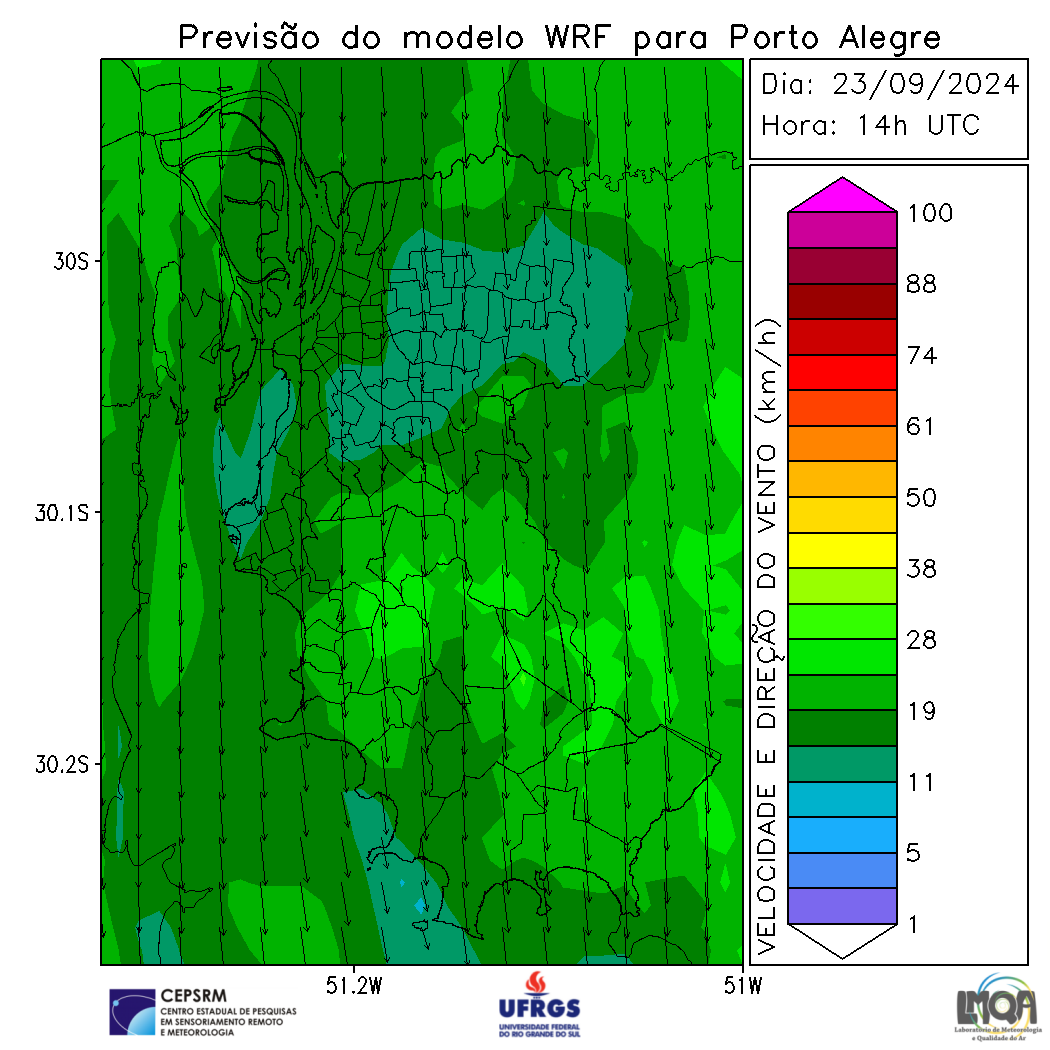 Previsão do modelo WRF para Porto Alegre
Dia: 23/09/2024
Hora: 14h UTC
30S
30.1S
30.2S
51.2W
51W
VELOCIDADE E DIREÇÃO DO VENTO (km/h)
100
88
74
61
50
38
28
19
11
5
1
CEPSRM
CENTRO ESTADUAL DE PESQUISAS
EM SENSORIAMENTO REMOTO
E METEOROLOGIA
UFRGS
UNIVERSIDADE FEDERAL
DO RIO GRANDE DO SUL
LMQA
Laboratório de Meteorologia
e Qualidade do Ar